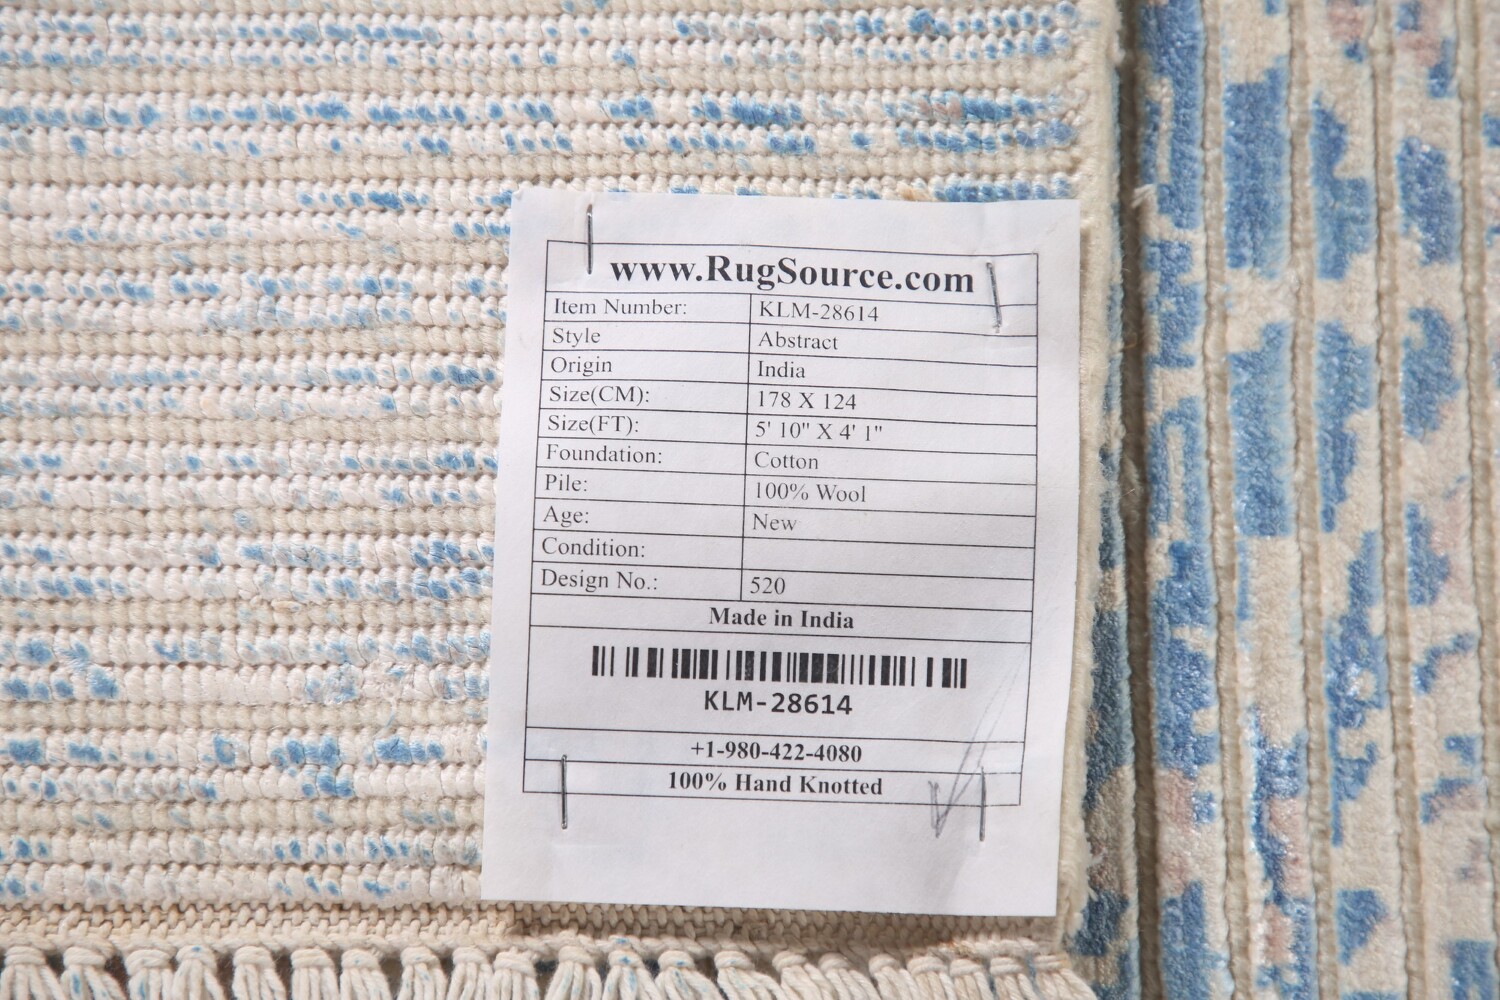 www.RugSource.com
Item Number: KLM-28614
Style Abstract
Origin India
Size(CM): 178 X 124
Size(FT): 5' 10" X 4' 1"
Foundation: Cotton
Pile: 100% Wool
Age: New
Condition:
Design No.: 520
Made in India
KLM-28614
+1-980-422-4080
100% Hand Knotted